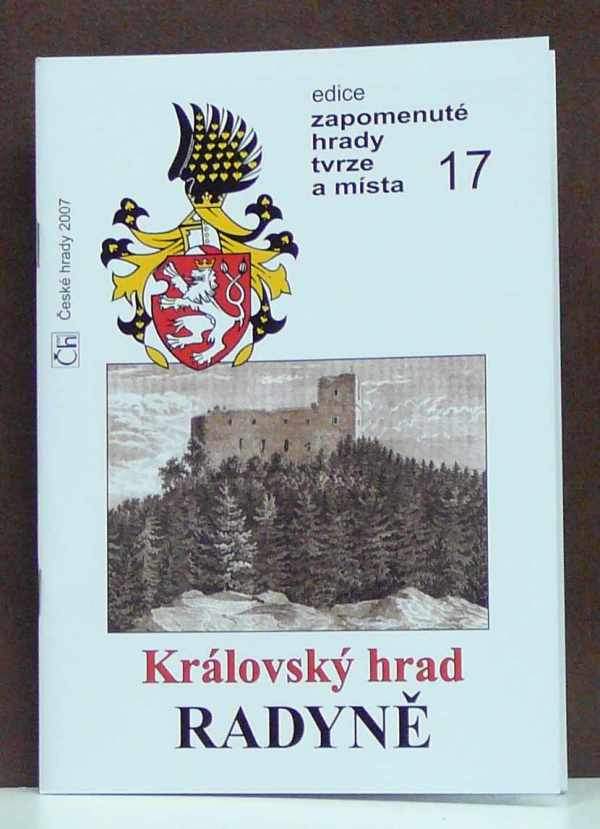 edice
zapomenuté
hrady
tvrze
a místa 17
České hrady 2007
Čh
Královský hrad
RADYNĚ